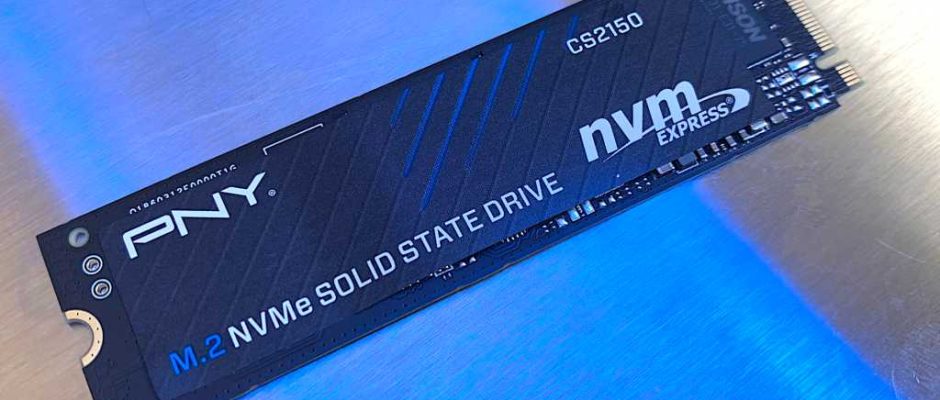 CS2150
nvm
EXPRESS®
PNY®
M.2 NVMe SOLID STATE DRIVE